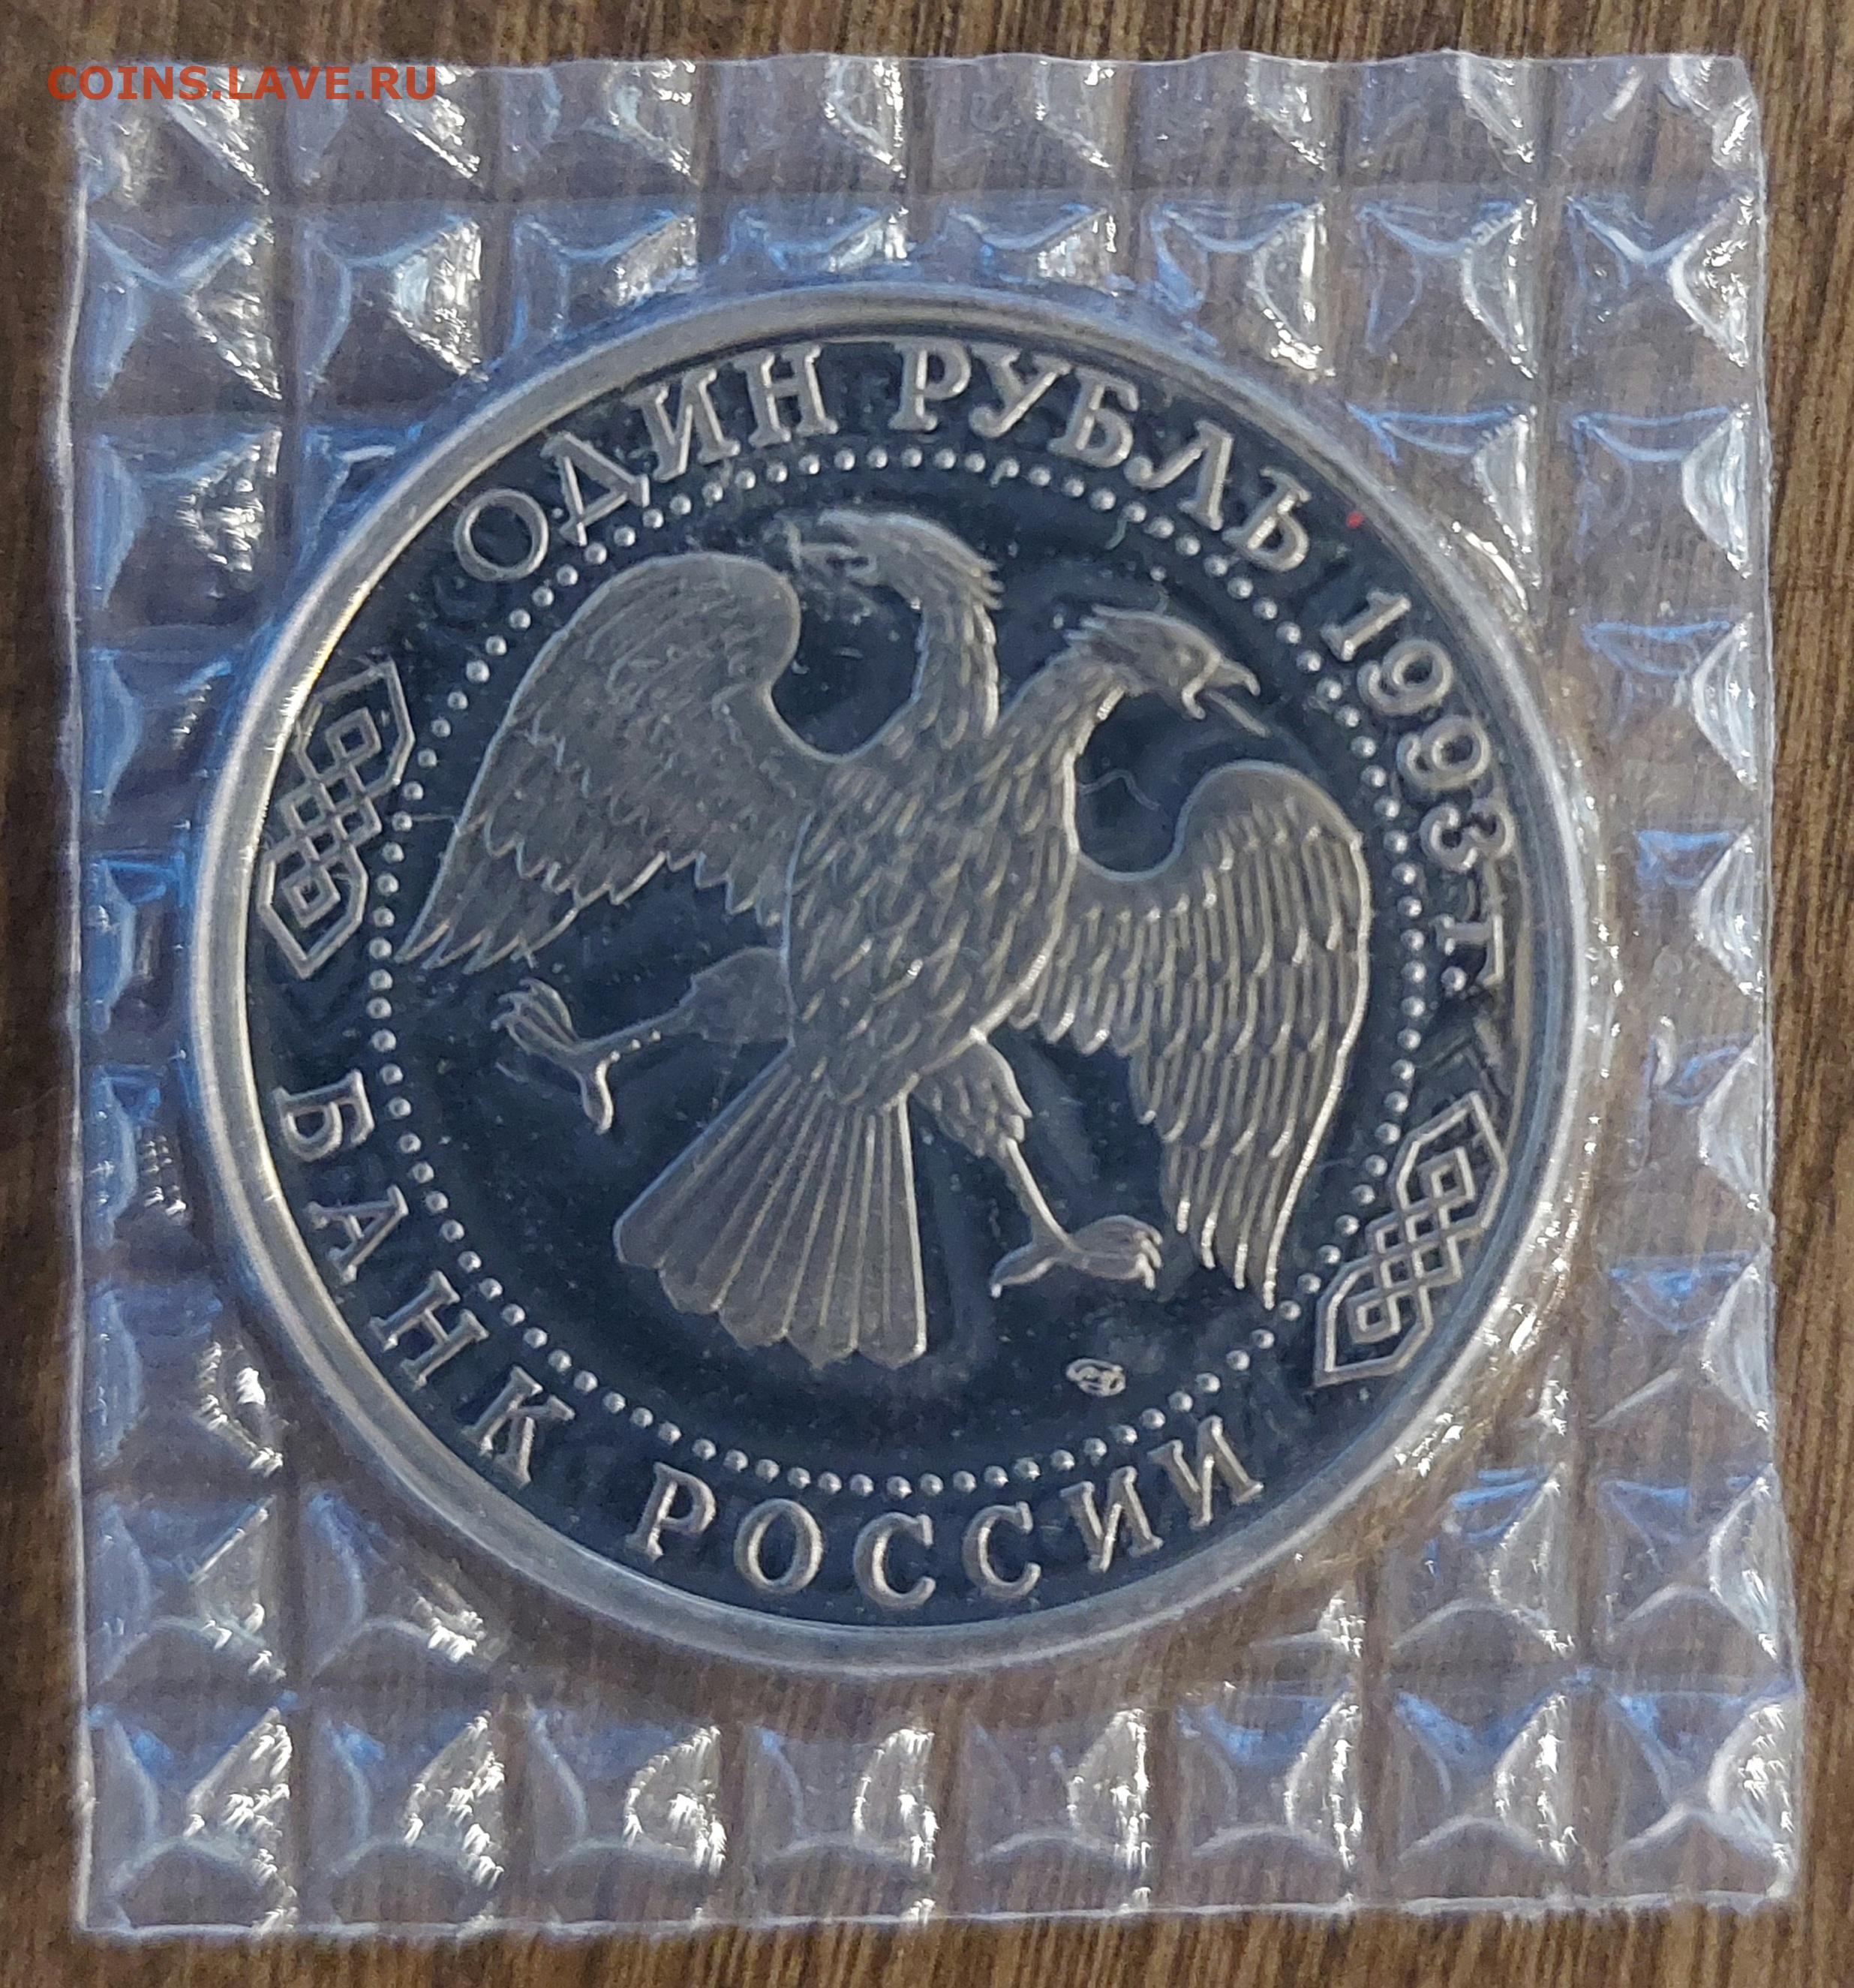 COINS.LAVE.RU
ОДИН РУБЛЬ 1993 г.
БАНК РОССИИ